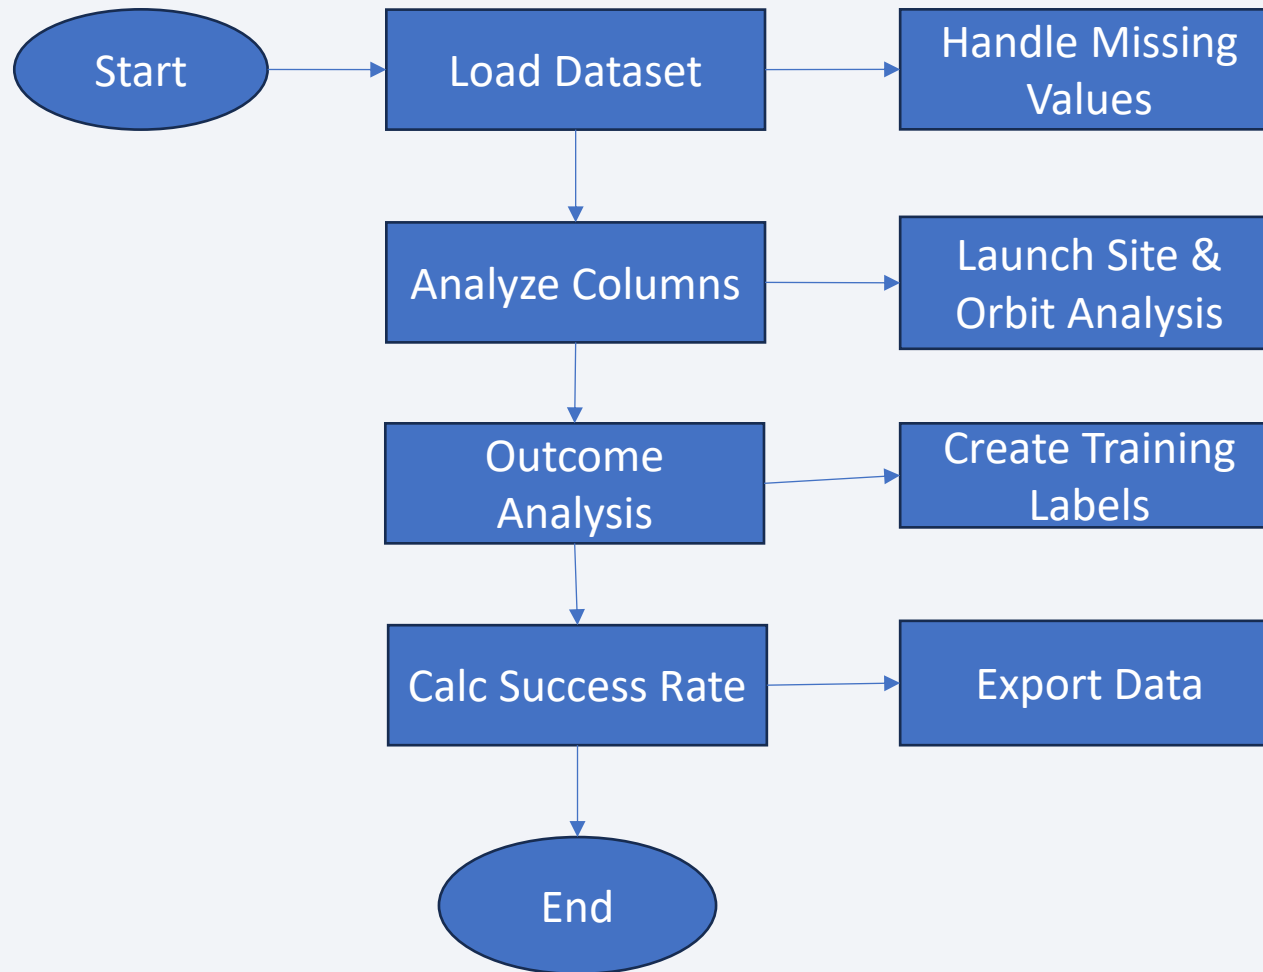 Start
Load Dataset
Handle Missing
Values
Analyze Columns
Launch Site &
Orbit Analysis
Outcome
Analysis
Create Training
Labels
Calc Success Rate
Export Data
End